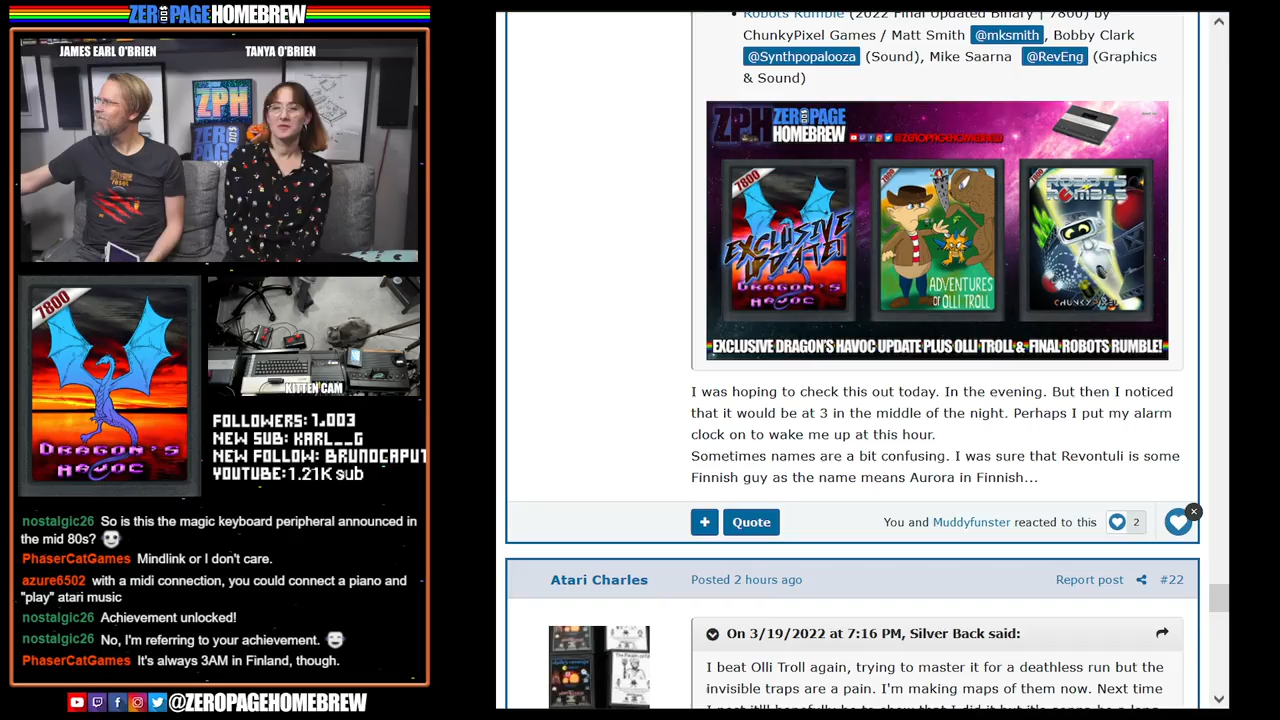 ZERO PAGE HOMEBREW
JAMES EARL O'BRIEN
TANYA O'BRIEN
ZPH
ZERO
PAGE
7800
DRAGON'S
HAVOC
KITTEN CAM
FOLLOWERS: 1,003
NEW SUB: KARL__G
NEW FOLLOW: BRUNOCAPUT
YOUTUBE: 1.21K sub
nostalgic26 So is this the magic keyboard peripheral announced in
the mid 80s?
PhaserCatGames Mindlink or I don't care.
azure6502 with a midi connection, you could connect a piano and
"play" atari music
nostalgic26 Achievement unlocked!
nostalgic26 No, I'm referring to your achievement.
PhaserCatGames It's always 3AM in Finland, though.
@ZEROPAGEHOMEBREW
Robots Rumble (2022 Final Updated Binary | 7800) by
ChunkyPixel Games / Matt Smith @mksmith, Bobby Clark
@Synthpopalooza (Sound), Mike Saarna @RevEng (Graphics
& Sound)
ZPH ZERO PAGE HOMEBREW @ZEROPAGEHOMEBREW
7800
EXCLUSIVE
UPDATE!
DRAGON'S
HAVOC
7800
ADVENTURES
OF OLLI TROLL
7800
ROBOTS
RUMBLE
CHUNKYPIXEL
EXCLUSIVE DRAGON'S HAVOC UPDATE PLUS OLLI TROLL & FINAL ROBOTS RUMBLE!
I was hoping to check this out today. In the evening. But then I noticed
that it would be at 3 in the middle of the night. Perhaps I put my alarm
clock on to wake me up at this hour.
Sometimes names are a bit confusing. I was sure that Revontuli is some
Finnish guy as the name means Aurora in Finnish...
+ Quote You and Muddyfunster reacted to this 2
Atari Charles Posted 2 hours ago Report post #22
On 3/19/2022 at 7:16 PM, Silver Back said:
I beat Olli Troll again, trying to master it for a deathless run but the
invisible traps are a pain. I'm making maps of them now. Next time